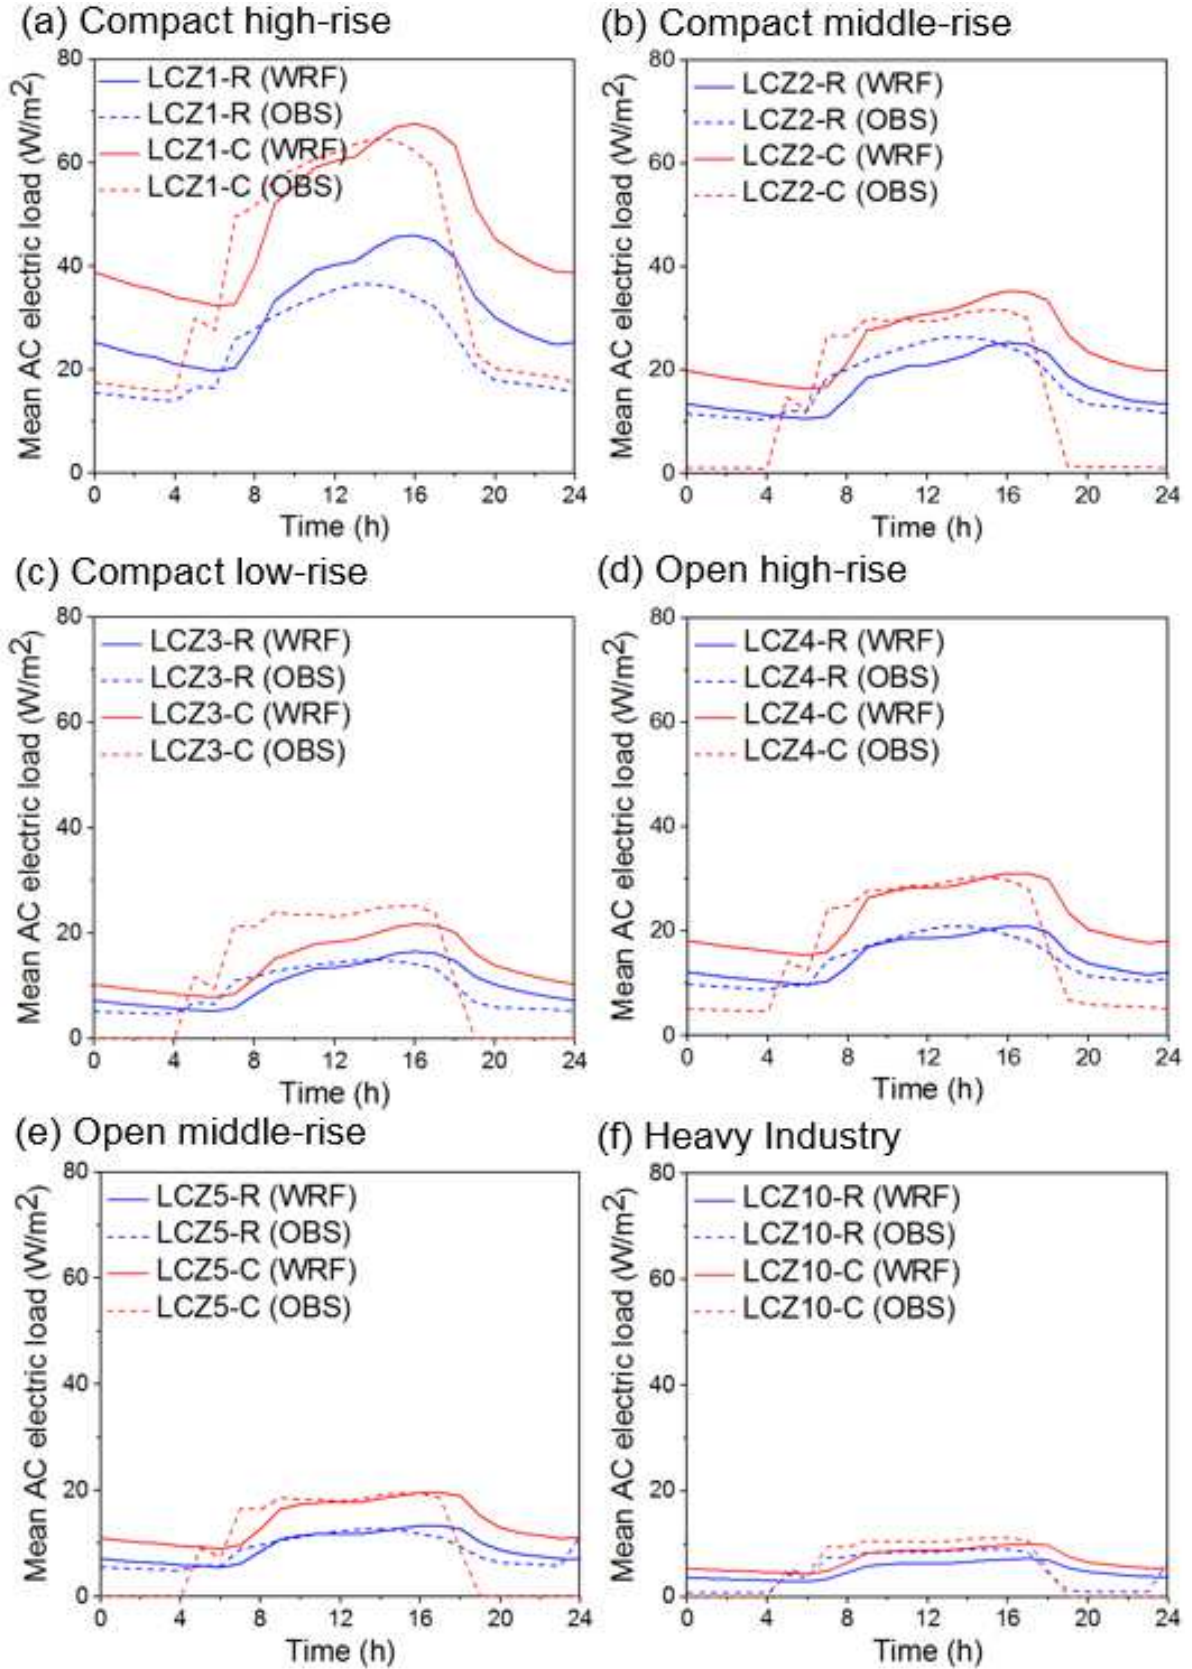 (a) Compact high-rise
Mean AC electric load (W/m2)
80
60
40
20
0
LCZ1-R (WRF)
LCZ1-R (OBS)
LCZ1-C (WRF)
LCZ1-C (OBS)
0 4 8 12 16 20 24
Time (h)
(b) Compact middle-rise
Mean AC electric load (W/m2)
80
60
40
20
0
LCZ2-R (WRF)
LCZ2-R (OBS)
LCZ2-C (WRF)
LCZ2-C (OBS)
0 4 8 12 16 20 24
Time (h)
(c) Compact low-rise
Mean AC electric load (W/m2)
80
60
40
20
0
LCZ3-R (WRF)
LCZ3-R (OBS)
LCZ3-C (WRF)
LCZ3-C (OBS)
0 4 8 12 16 20 24
Time (h)
(d) Open high-rise
Mean AC electric load (W/m2)
80
60
40
20
0
LCZ4-R (WRF)
LCZ4-R (OBS)
LCZ4-C (WRF)
LCZ4-C (OBS)
0 4 8 12 16 20 24
Time (h)
(e) Open middle-rise
Mean AC electric load (W/m2)
80
60
40
20
0
LCZ5-R (WRF)
LCZ5-R (OBS)
LCZ5-C (WRF)
LCZ5-C (OBS)
0 4 8 12 16 20 24
Time (h)
(f) Heavy Industry
Mean AC electric load (W/m2)
80
60
40
20
0
LCZ10-R (WRF)
LCZ10-R (OBS)
LCZ10-C (WRF)
LCZ10-C (OBS)
0 4 8 12 16 20 24
Time (h)